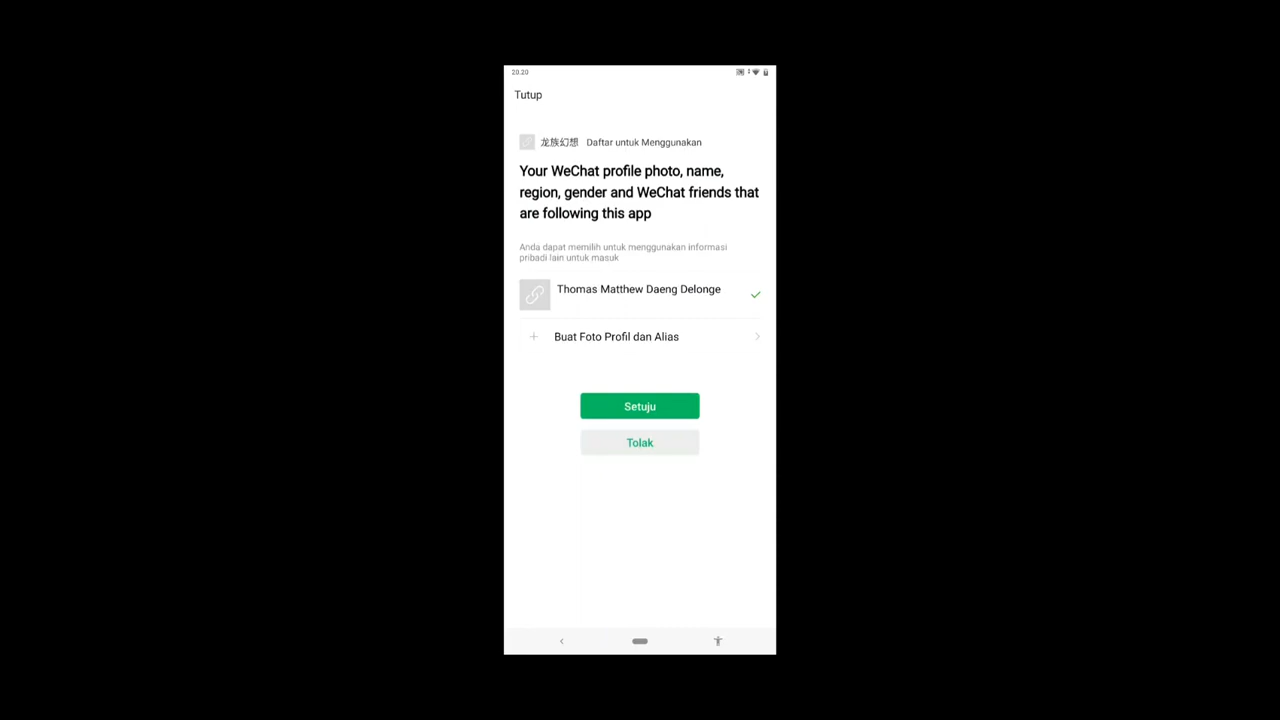 20.20
Tutup
龙族幻想 Daftar untuk Menggunakan
Your WeChat profile photo, name,
region, gender and WeChat friends that
are following this app
Anda dapat memilih untuk menggunakan informasi
pribadi lain untuk masuk
Thomas Matthew Daeng Delonge
Buat Foto Profil dan Alias
Setuju
Tolak